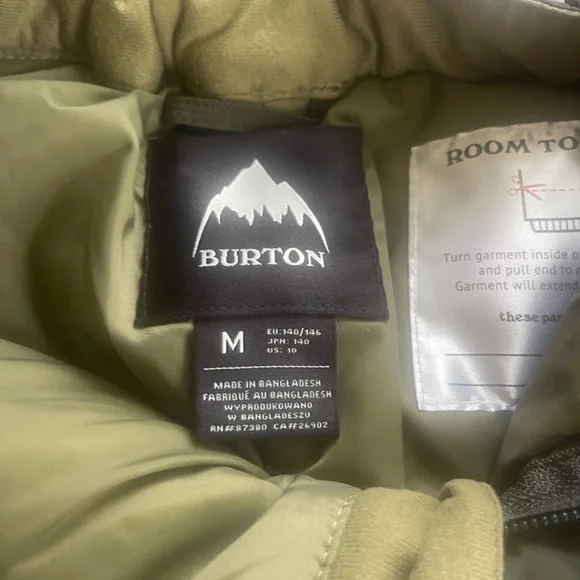 BURTON
M
EU: 140/146
JPN: 140
US: 10
MADE IN BANGLADESH
FABRIQUÉ AU BANGLADESH
WYPRODUKOWANO
W BANGLADESZU
RN##87380 CA##26902
ROOM TO
Turn garment inside
and pull end to
Garment will extend
these